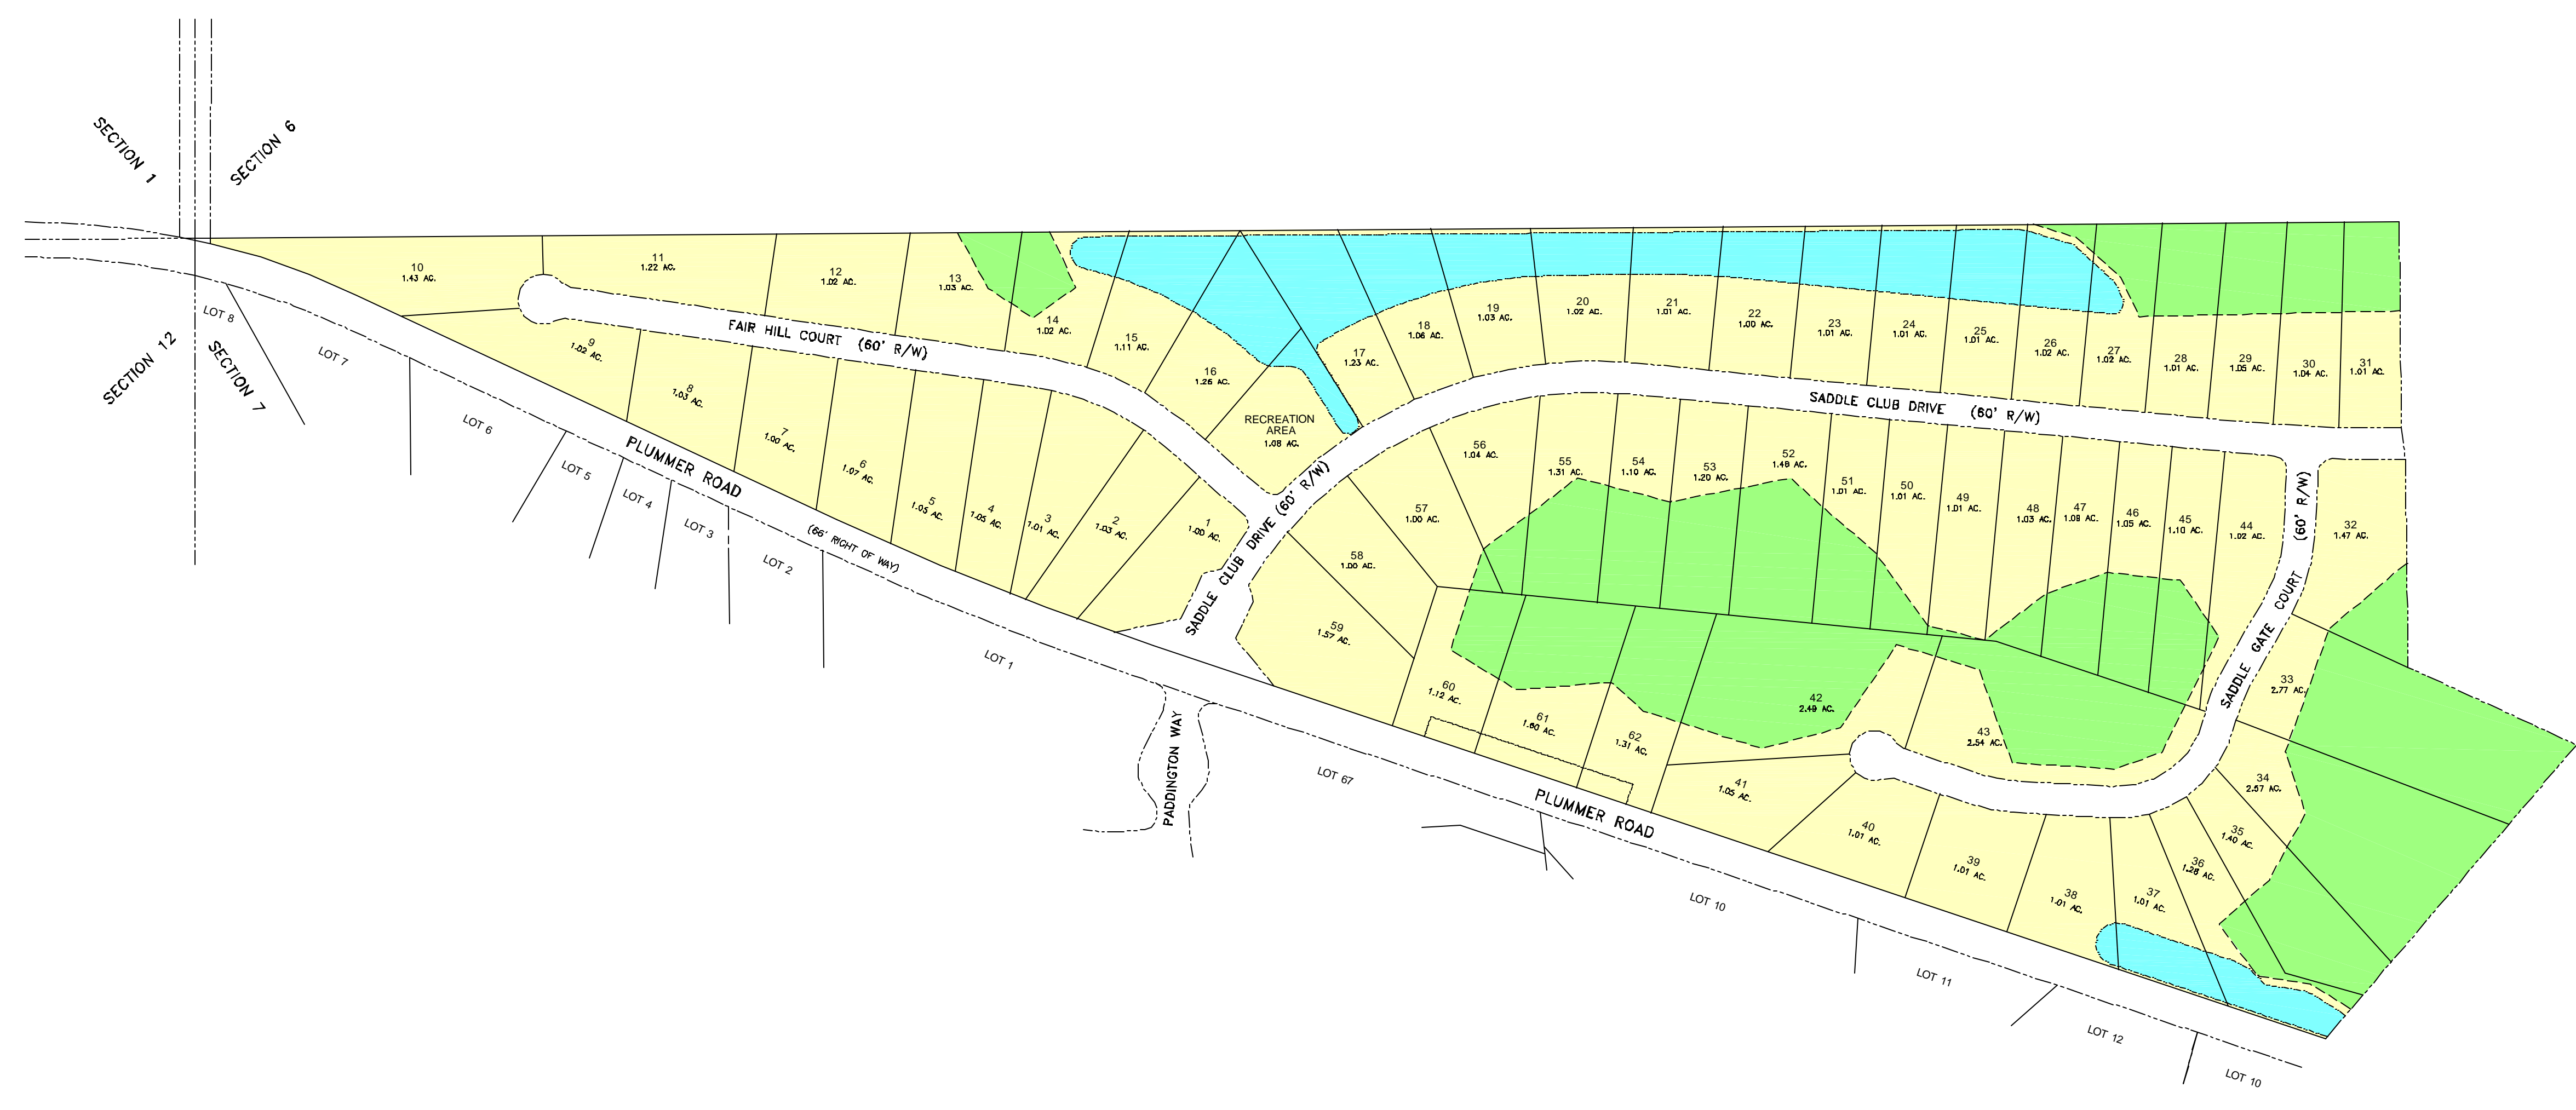 SECTION 1
SECTION 6
SECTION 12
SECTION 7
10
1.43 AC.
11
1.22 AC.
12
1.02 AC.
13
1.03 AC.
14
1.02 AC.
15
1.11 AC.
16
1.26 AC.
RECREATION
AREA
1.08 AC.
17
1.23 AC.
18
1.06 AC.
19
1.03 AC.
20
1.02 AC.
21
1.01 AC.
22
1.00 AC.
23
1.01 AC.
24
1.01 AC.
25
1.01 AC.
26
1.02 AC.
27
1.02 AC.
28
1.01 AC.
29
1.05 AC.
30
1.04 AC.
31
1.01 AC.
FAIR HILL COURT (60' R/W)
SADDLE CLUB DRIVE (60' R/W)
9
1.02 AC.
8
1.03 AC.
7
1.00 AC.
6
1.07 AC.
5
1.05 AC.
4
1.05 AC.
3
1.01 AC.
2
1.03 AC.
1
1.00 AC.
SADDLE CLUB DRIVE (60' R/W)
56
1.04 AC.
55
1.31 AC.
54
1.10 AC.
53
1.20 AC.
52
1.48 AC.
51
1.01 AC.
50
1.01 AC.
49
1.01 AC.
48
1.03 AC.
47
1.09 AC.
46
1.05 AC.
45
1.10 AC.
44
1.02 AC.
32
1.47 AC.
57
1.00 AC.
58
1.00 AC.
59
1.57 AC.
60
1.12 AC.
61
1.60 AC.
62
1.31 AC.
42
2.49 AC.
43
2.54 AC.
SADDLE GATE COURT (60' R/W)
33
2.77 AC.
34
2.67 AC.
35
1.40 AC.
36
1.28 AC.
37
1.01 AC.
38
1.01 AC.
39
1.01 AC.
40
1.01 AC.
41
1.05 AC.
PLUMMER ROAD
(66' RIGHT OF WAY)
PLUMMER ROAD
PADDINGTON WAY
LOT 8
LOT 7
LOT 6
LOT 5
LOT 4
LOT 3
LOT 2
LOT 1
LOT 67
LOT 10
LOT 11
LOT 12
LOT 10